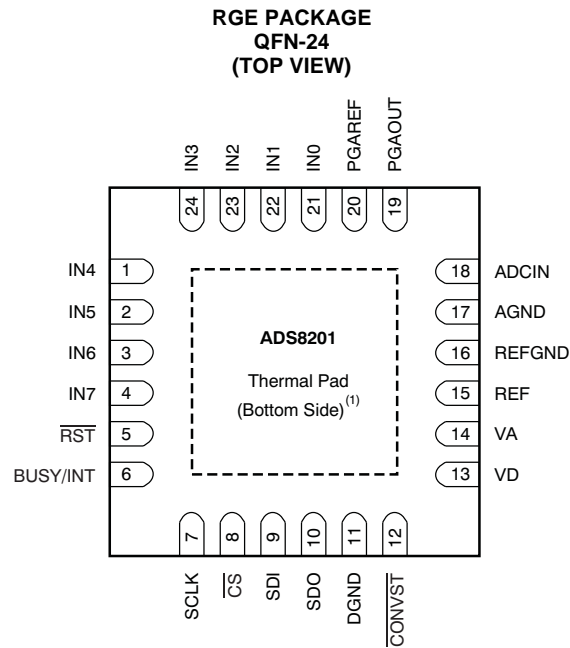 RGE PACKAGE
QFN-24
(TOP VIEW)
IN3
IN2
IN1
IN0
PGAREF
PGAOUT
24
23
22
21
20
19
IN4 1
IN5 2
IN6 3
IN7 4
RST 5
BUSY/INT 6
ADS8201
Thermal Pad
(Bottom Side)(1)
18 ADCIN
17 AGND
16 REFGND
15 REF
14 VA
13 VD
7
8
9
10
11
12
SCLK
CS
SDI
SDO
DGND
CONVST